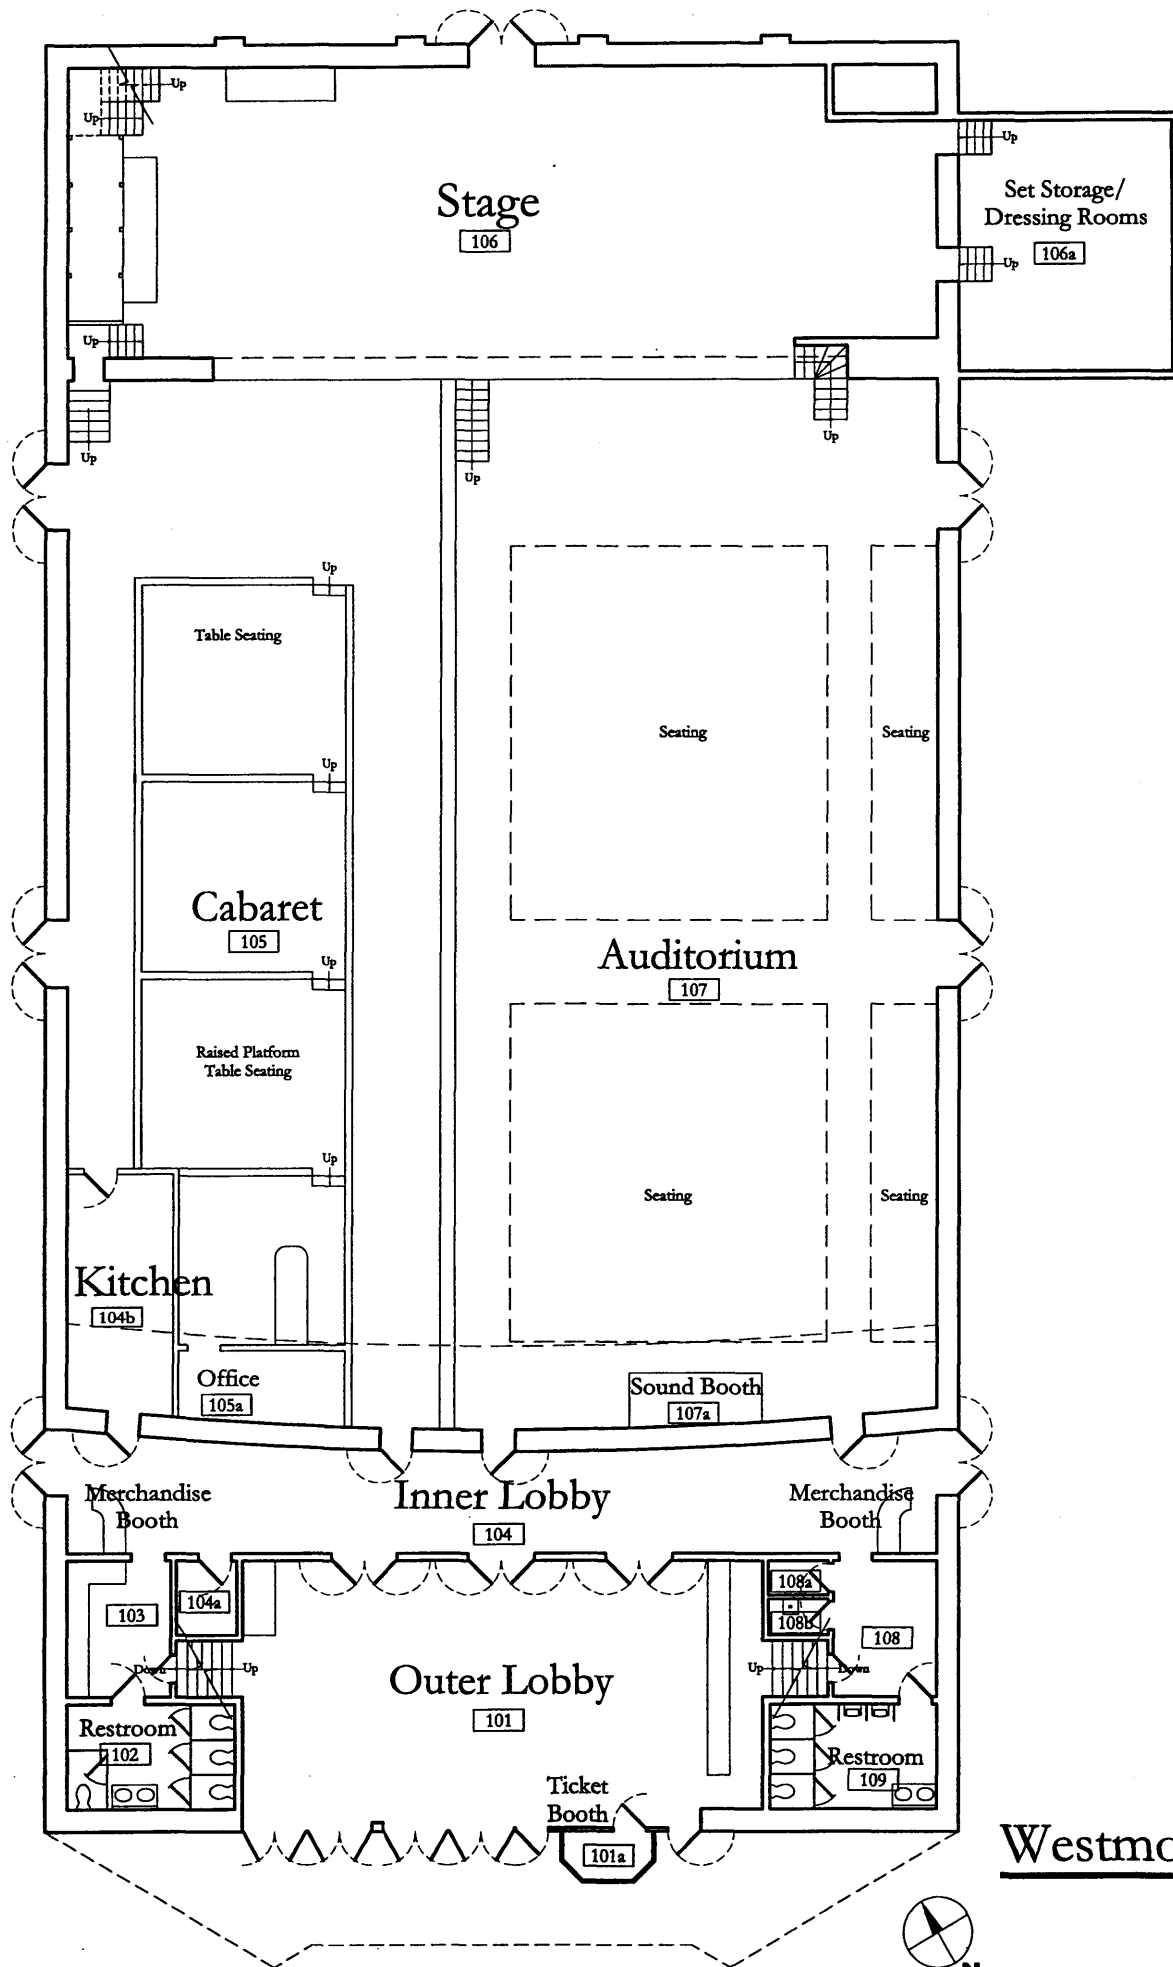 Up
Up
Up
Stage
106
Set Storage/
Dressing Rooms
106a
Up
Up
Up
Up
Up
Up
Table Seating
Seating
Seating
Up
Cabaret
105
Up
Auditorium
107
Raised Platform
Table Seating
Up
Seating
Seating
Kitchen
104b
Office
105a
Sound Booth
107a
Merchandise
Booth
Inner Lobby
104
Merchandise
Booth
103
104a
108a
108b
108
Down
Up
Outer Lobby
101
Up
Down
Restroom
102
Restroom
109
Ticket
Booth
101a
Westmo
N